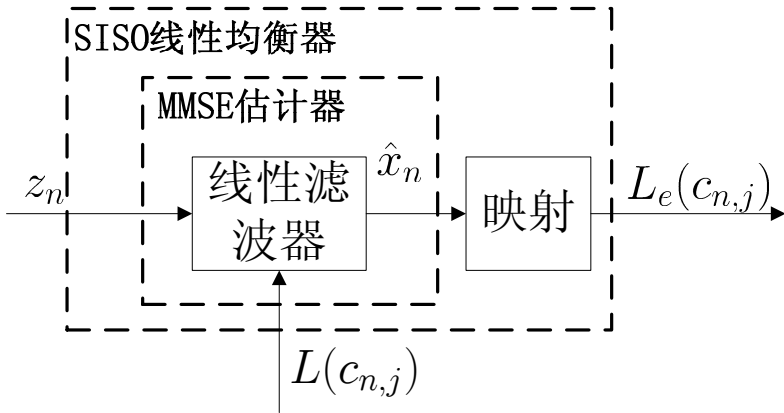 SISO线性均衡器
MMSE估计器
z_n
线性滤
波器
x̂_n
映射
L_e(c_{n,j})
L(c_{n,j})